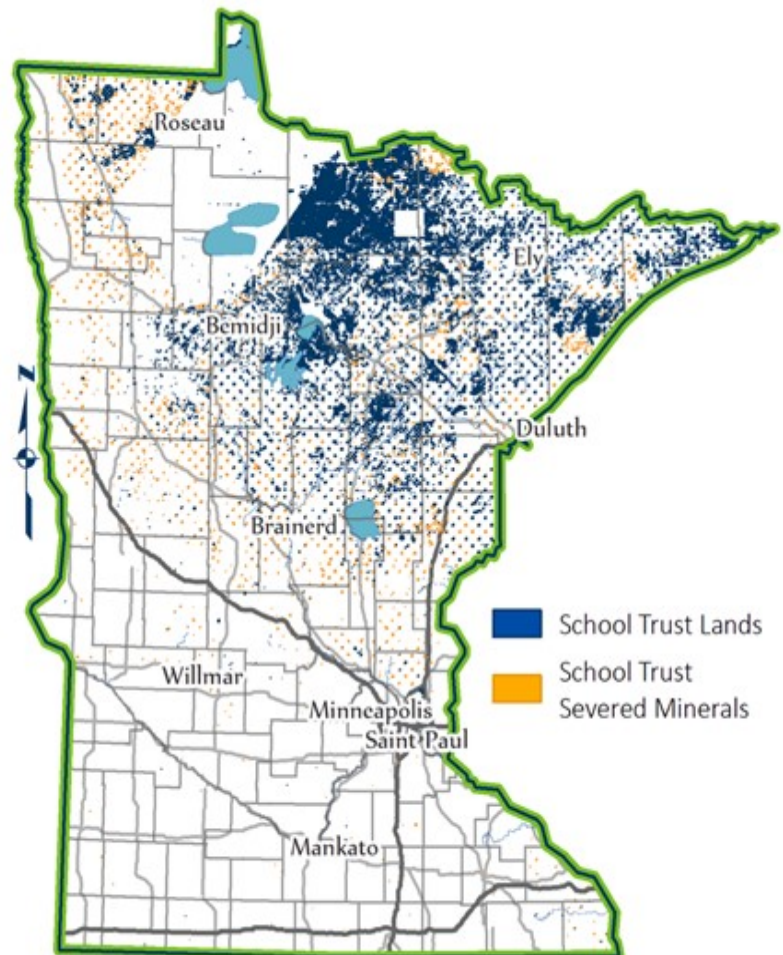 Roseau
Ely
Bemidji
Z
Duluth
Brainerd
School Trust Lands
School Trust
Severed Minerals
Willmar
Minneapolis
Saint Paul
Mankato